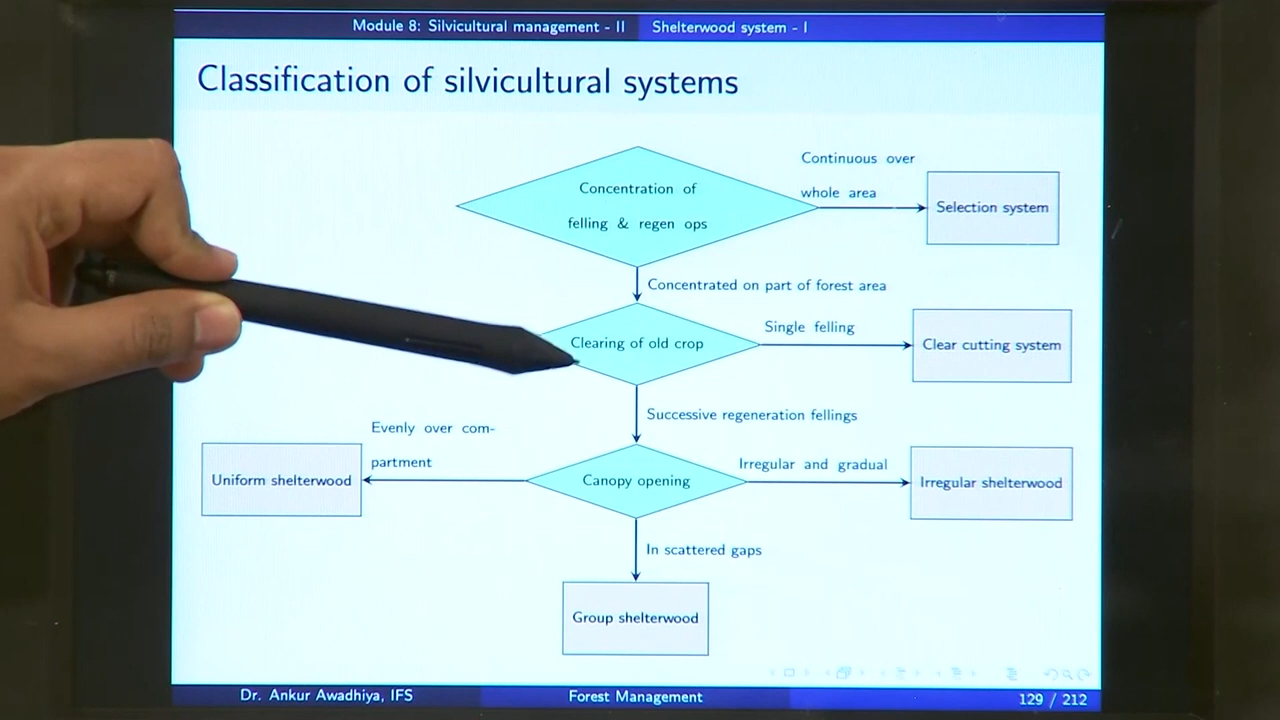 Module 8: Silvicultural management - II
Shelterwood system - I
Classification of silvicultural systems
Concentration of
felling & regen ops
Continuous over
whole area
Selection system
Concentrated on part of forest area
Clearing of old crop
Single felling
Clear cutting system
Successive regeneration fellings
Evenly over com-
partment
Uniform shelterwood
Canopy opening
Irregular and gradual
Irregular shelterwood
In scattered gaps
Group shelterwood
Dr. Ankur Awadhiya, IFS
Forest Management
129 / 212